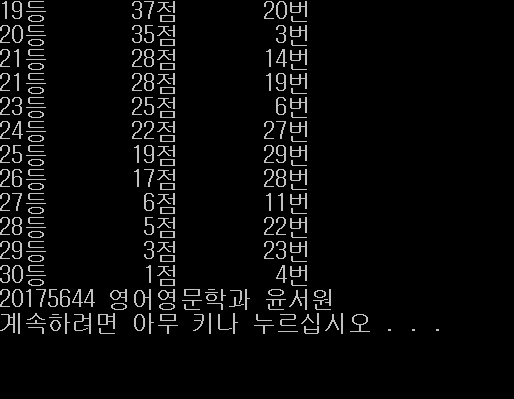 19등 37점 20번
20등 35점 3번
21등 28점 14번
21등 28점 19번
23등 25점 6번
24등 22점 27번
25등 19점 29번
26등 17점 28번
27등 6점 11번
28등 5점 22번
29등 3점 23번
30등 1점 4번
20175644 영어영문학과 윤서원
계속하려면 아무 키나 누르십시오 . . .